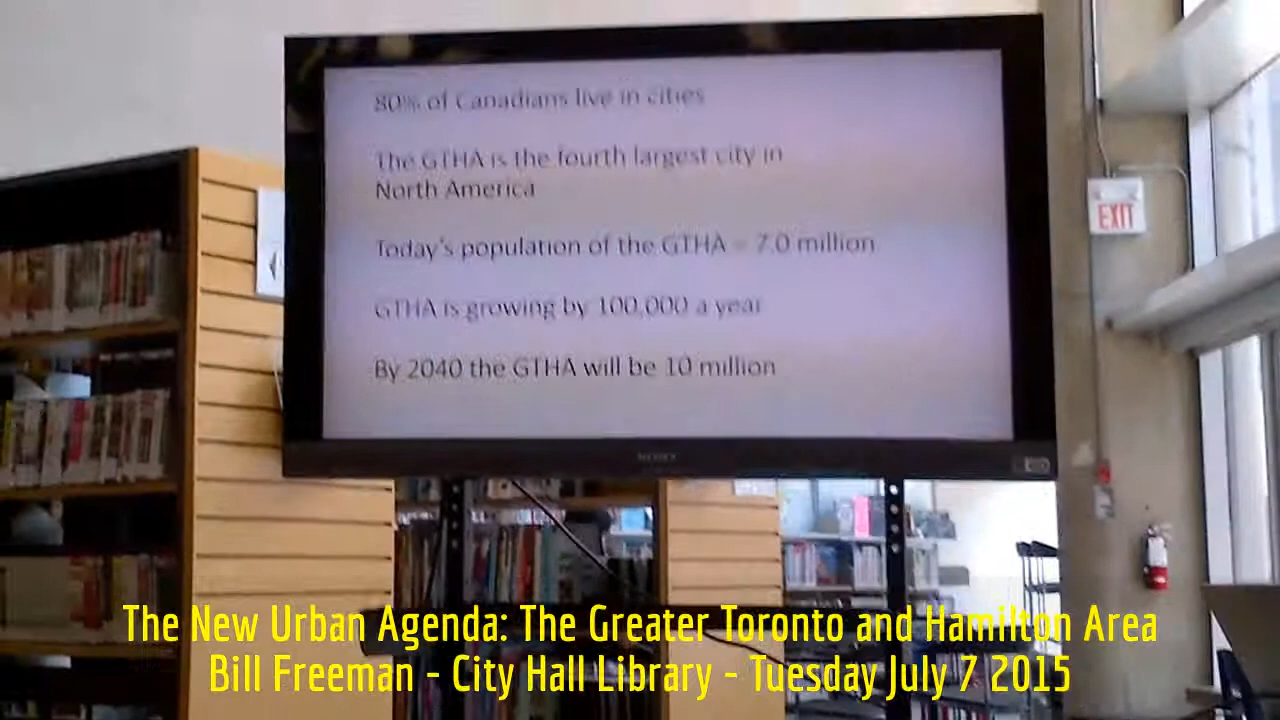 80% of Canadians live in cities
The GTHA is the fourth largest city in
North America
Today's population of the GTHA = 7.0 million
GTHA is growing by 100,000 a year
By 2040 the GTHA will be 10 million
SONY
EXIT
The New Urban Agenda: The Greater Toronto and Hamilton Area
Bill Freeman - City Hall Library - Tuesday July 7 2015